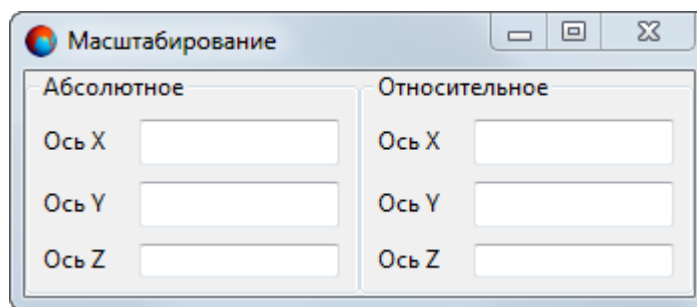 Масштабирование
Абсолютное
Ось X
Ось Y
Ось Z
Относительное
Ось X
Ось Y
Ось Z